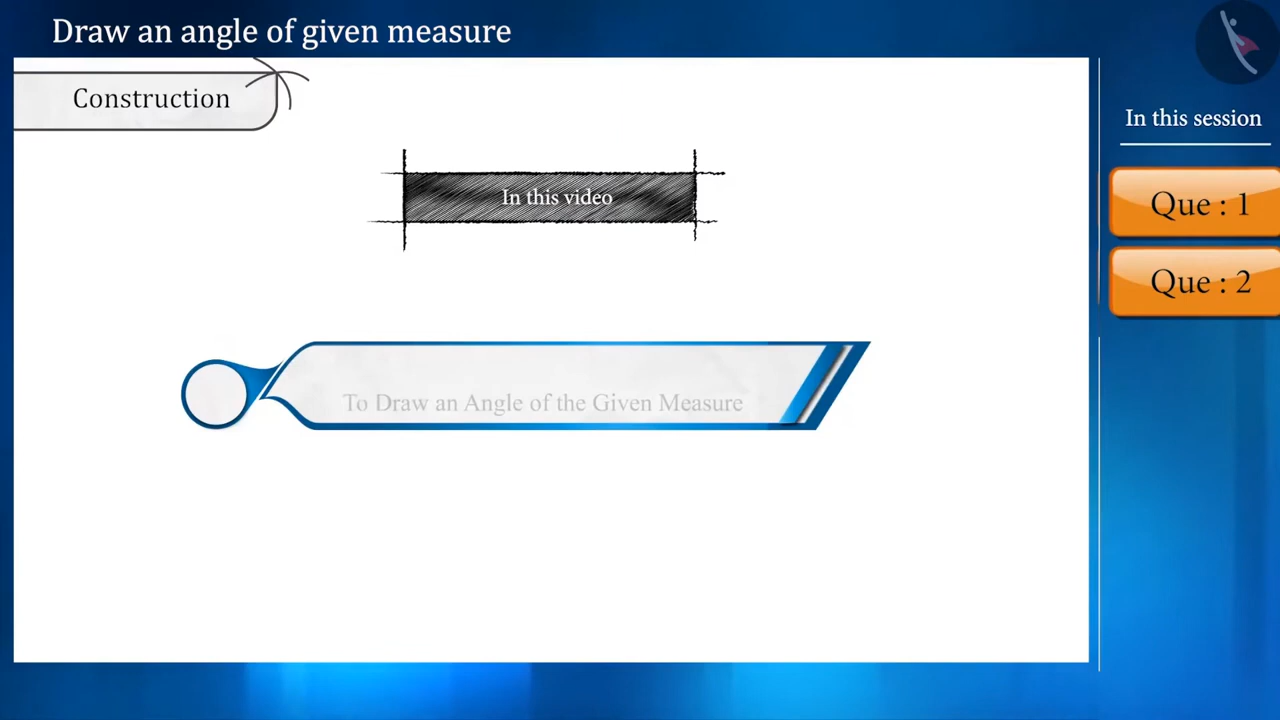 Draw an angle of given measure
Construction
In this session
In this video
Que : 1
Que : 2
To Draw an Angle of the Given Measure